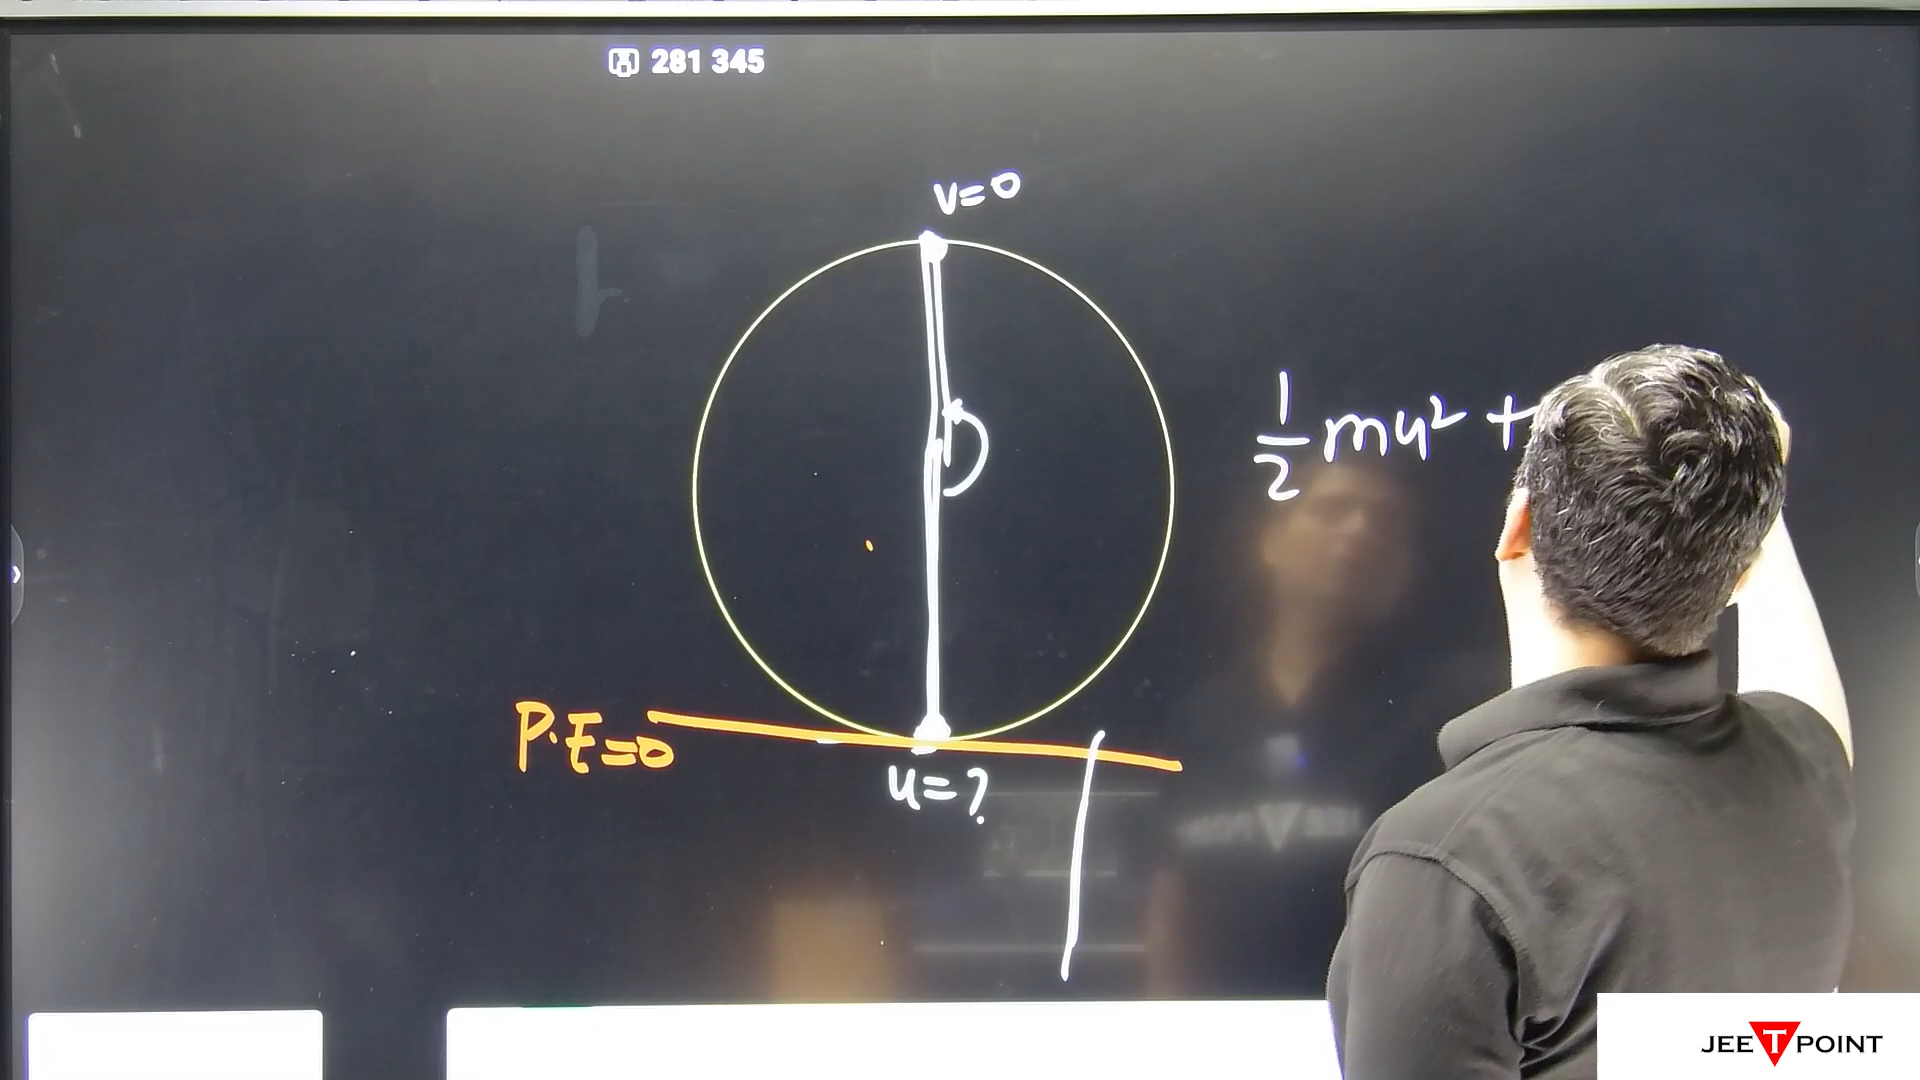 281 345
v=0
1/2 mu² +
P.E=0
u=?
JEE T POINT